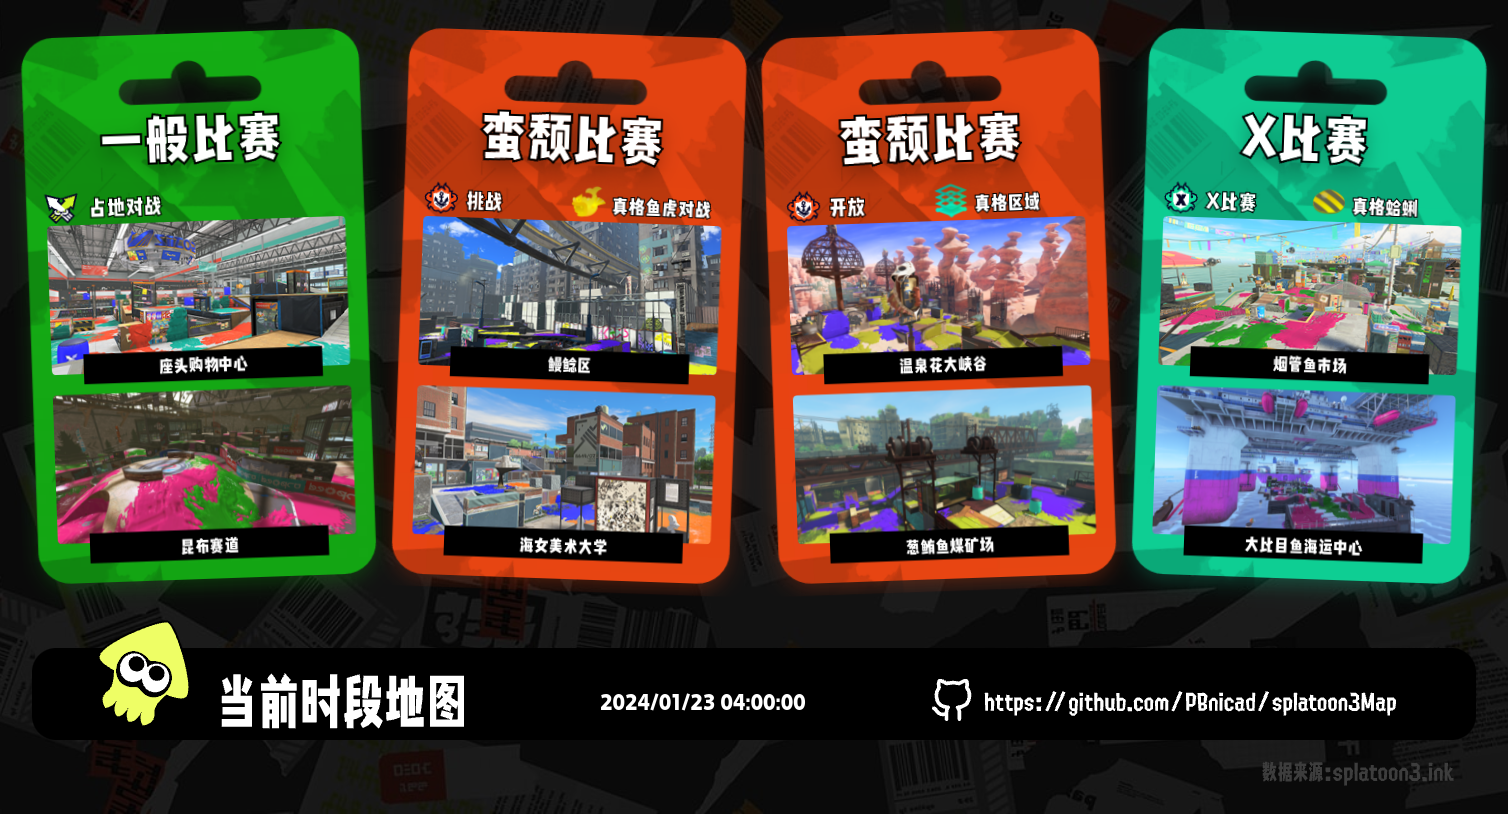 一般比赛
占地对战
座头购物中心
昆布赛道
蛮颓比赛
挑战
真格鱼虎对战
鳗鲶区
海女美术大学
蛮颓比赛
开放
真格区域
温泉花大峡谷
葱鲔鱼煤矿场
X比赛
X比赛
真格蛤蜊
烟管鱼市场
大比目鱼海运中心
当前时段地图
2024/01/23 04:00:00
https://github.com/PBnicad/splatoon3Map
数据来源:splatoon3.ink